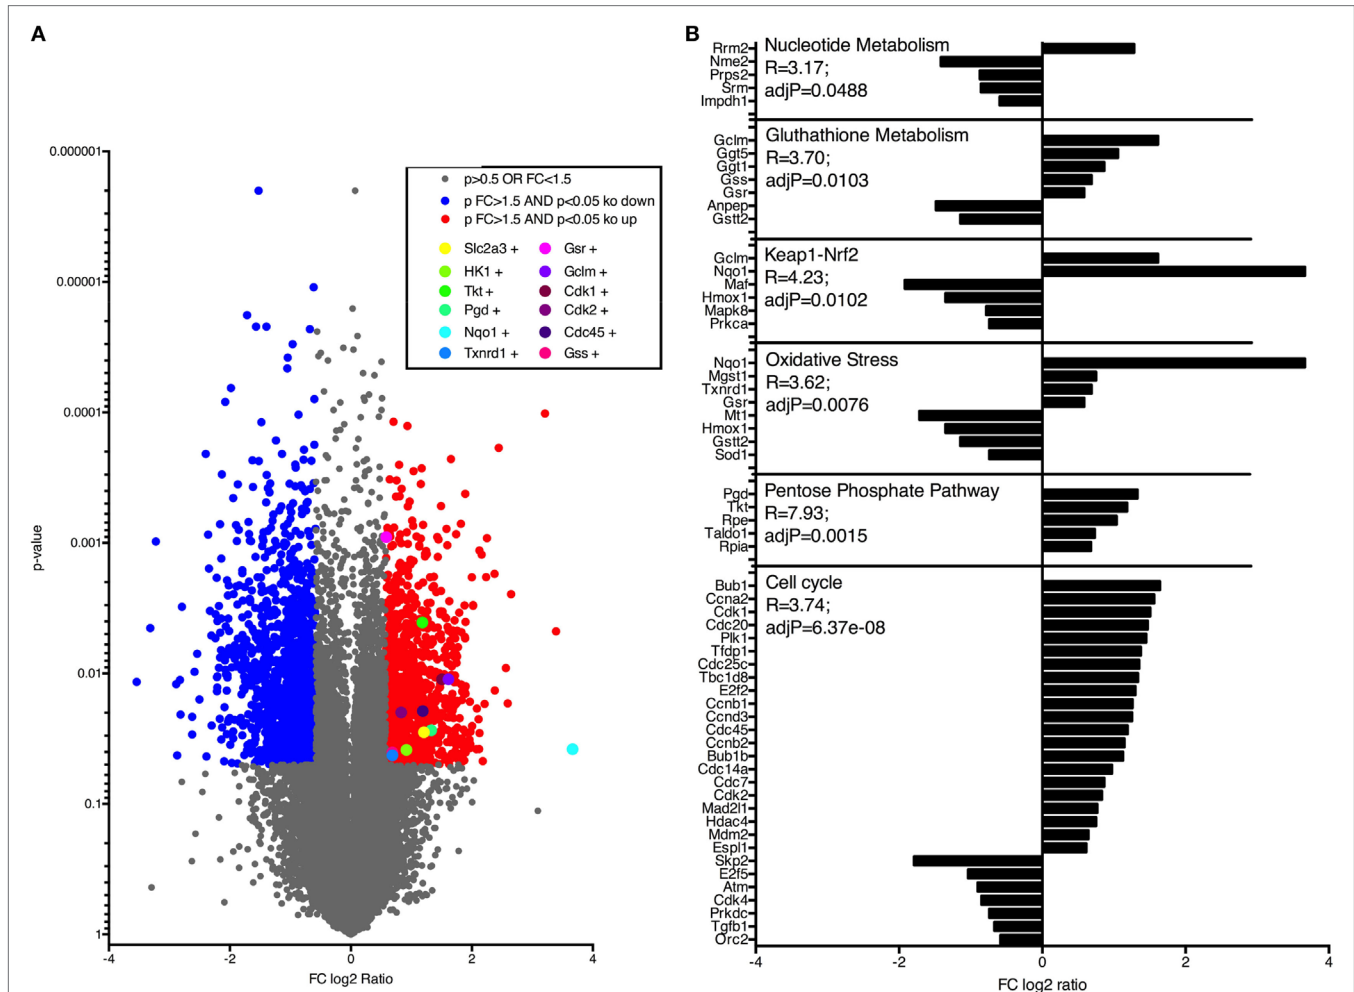 A
0.000001
0.00001
0.0001
0.001
0.01
0.1
1
p-value
-4
-2
0
2
4
FC log2 Ratio
p>0.5 OR FC<1.5
p FC>1.5 AND p<0.05 ko down
p FC>1.5 AND p<0.05 ko up
Slc2a3 +
HK1 +
Tkt +
Pgd +
Nqo1 +
Txnrd1 +
Gsr +
Gclm +
Cdk1 +
Cdk2 +
Cdc45 +
Gss +
B
Nucleotide Metabolism
R=3.17;
adjP=0.0488
Rrm2
Nme2
Prps2
Srm
Impdh1
Gluthathione Metabolism
R=3.70;
adjP=0.0103
Gclm
Ggt5
Ggt1
Gss
Gsr
Anpep
Gstt2
Keap1-Nrf2
R=4.23;
adjP=0.0102
Gclm
Nqo1
Maf
Hmox1
Mapk8
Prkca
Oxidative Stress
R=3.62;
adjP=0.0076
Nqo1
Mgst1
Txnrd1
Gsr
Mt1
Hmox1
Gstt2
Sod1
Pentose Phosphate Pathway
R=7.93;
adjP=0.0015
Pgd
Tkt
Rpe
Taldo1
Rpia
Cell cycle
R=3.74;
adjP=6.37e-08
Bub1
Ccna2
Cdk1
Cdc20
Plk1
Tfdp1
Cdc25c
Tbc1d8
E2f2
Ccnb1
Ccnd3
Cdc45
Ccnb2
Bub1b
Cdc14a
Cdc7
Cdk2
Mad2l1
Hdac4
Mdm2
Espl1
Skp2
E2f5
Atm
Cdk4
Prkdc
Tgfb1
Orc2
-4
-2
0
2
4
FC log2 ratio